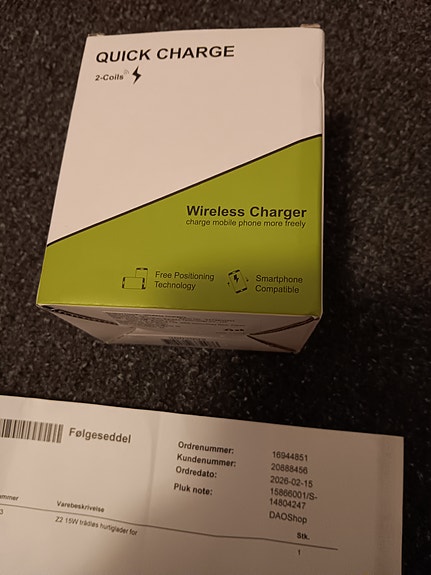 QUICK CHARGE
2-Coils
Wireless Charger
charge mobile phone more freely
Free Positioning
Technology
Smartphone
Compatible
Følgeseddel
Ordrenummer: 16944851
Kundenummer: 20888456
Ordredato: 2026-02-15
Pluk note: 15866001/S-
14804247
DAOShop
Varebeskrivelse Stk.
3 Z2 15W trådløs hurtiglader for 1